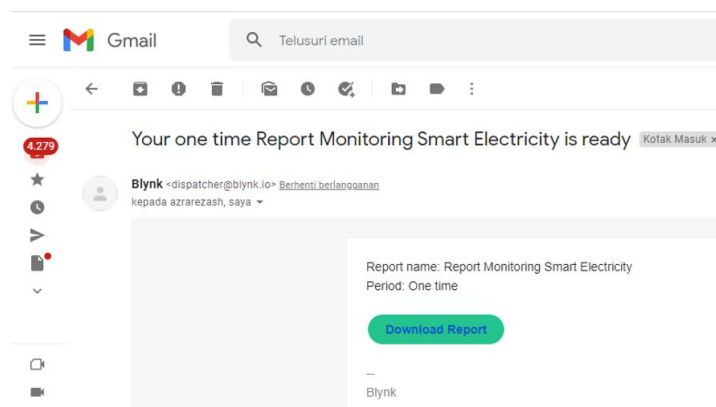 Gmail
Telusuri email
4.279
Your one time Report Monitoring Smart Electricity is ready Kotak Masuk x
Blynk <dispatcher@blynk.io> Berhenti berlangganan
kepada azrarezash, saya
Report name: Report Monitoring Smart Electricity
Period: One time
Download Report
--
Blynk